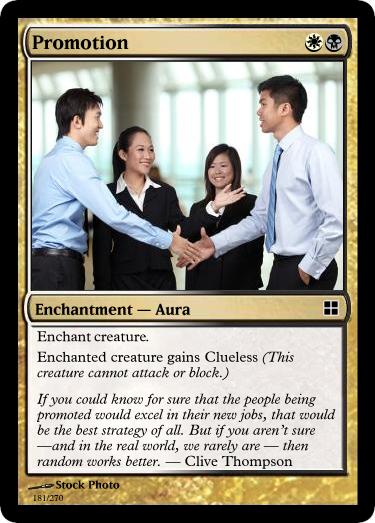 Promotion
Enchantment — Aura
Enchant creature.
Enchanted creature gains Clueless (This
creature cannot attack or block.)
If you could know for sure that the people being
promoted would excel in their new jobs, that would
be the best strategy of all. But if you aren't sure
—and in the real world, we rarely are — then
random works better. — Clive Thompson
Stock Photo
181/270